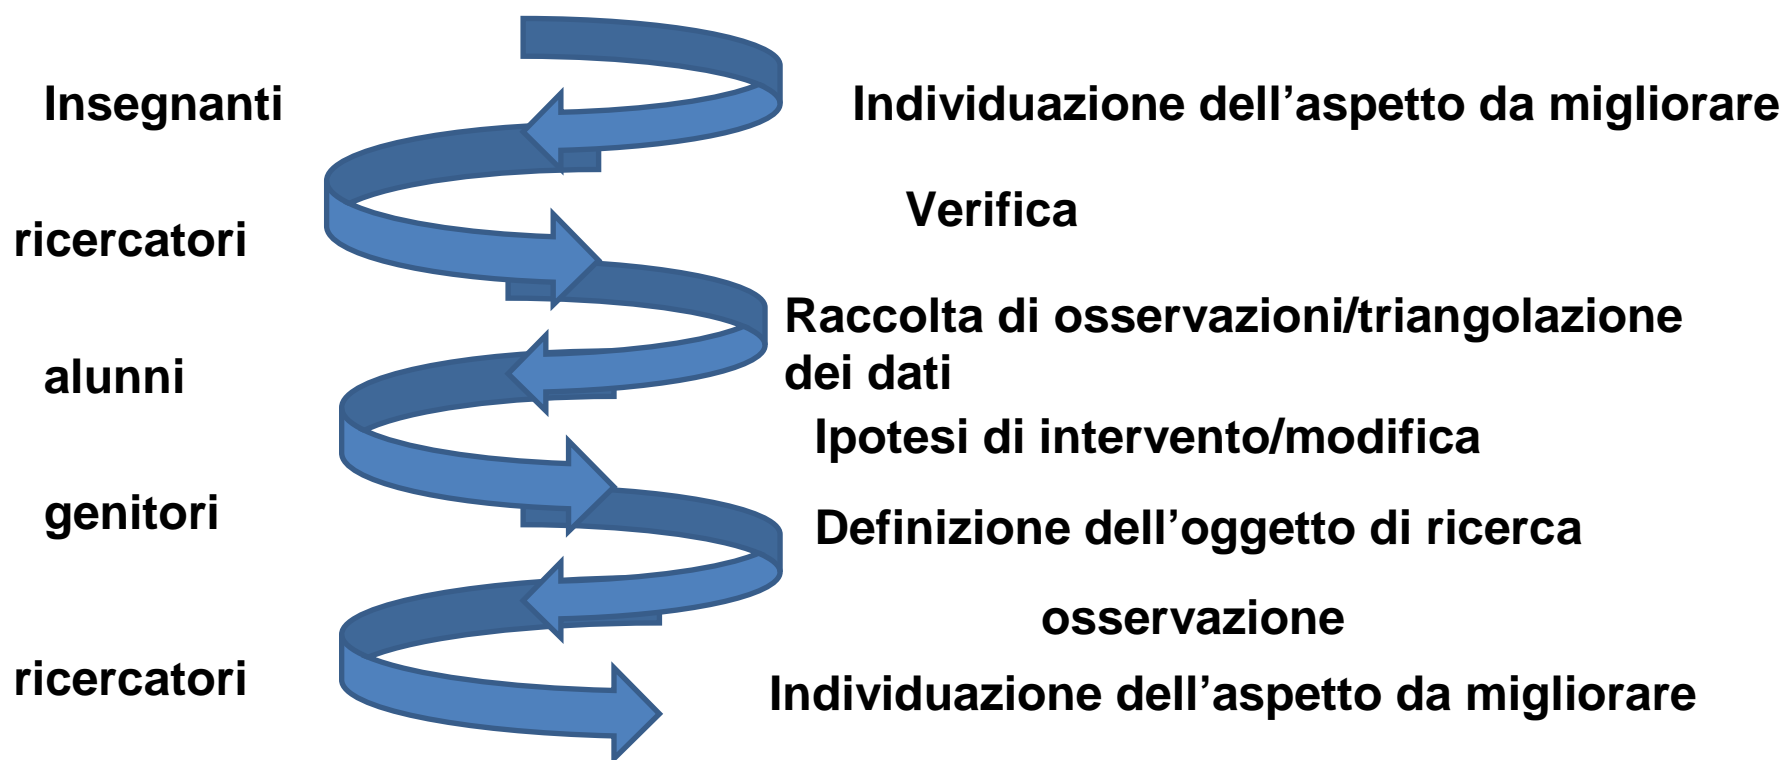 Insegnanti
Individuazione dell’aspetto da migliorare
Verifica
ricercatori
Raccolta di osservazioni/triangolazione
dei dati
alunni
Ipotesi di intervento/modifica
genitori
Definizione dell’oggetto di ricerca
osservazione
ricercatori
Individuazione dell’aspetto da migliorare